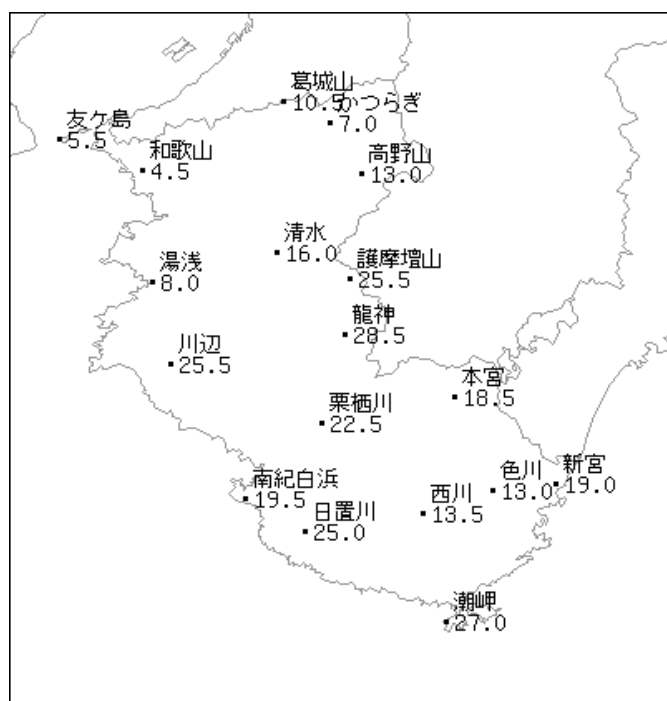 葛城山
10.5
かつらぎ
7.0
友ケ島
5.5
和歌山
4.5
高野山
13.0
清水
16.0
護摩壇山
25.5
湯浅
8.0
龍神
28.5
川辺
25.5
本宮
18.5
栗栖川
22.5
新宮
19.0
色川
13.0
南紀白浜
19.5
西川
13.5
日置川
25.0
潮岬
27.0